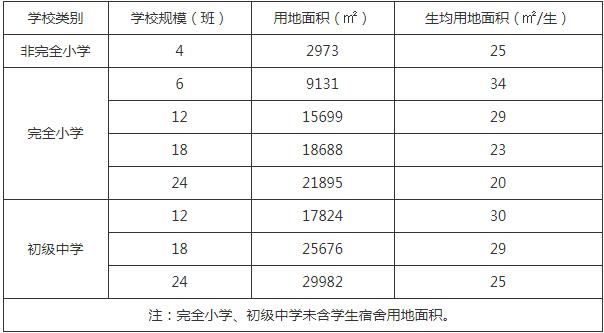 学校类别 学校规模（班） 用地面积（㎡） 生均用地面积（㎡/生）
非完全小学 4 2973 25
完全小学 6 9131 34
12 15699 29
18 18688 23
24 21895 20
初级中学 12 17824 30
18 25676 29
24 29982 25
注：完全小学、初级中学未含学生宿舍用地面积。